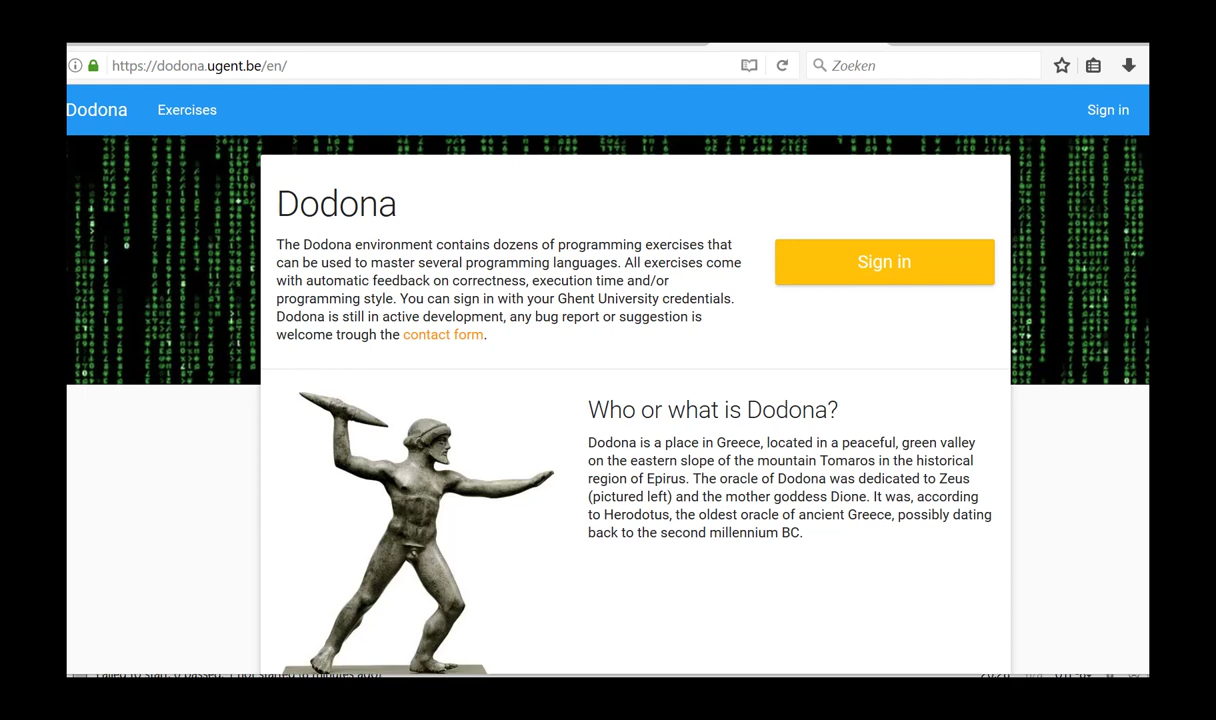 https://dodona.ugent.be/en/
Zoeken
Dodona
Exercises
Sign in
Dodona
The Dodona environment contains dozens of programming exercises that
can be used to master several programming languages. All exercises come
with automatic feedback on correctness, execution time and/or
programming style. You can sign in with your Ghent University credentials.
Dodona is still in active development, any bug report or suggestion is
welcome trough the contact form.
Sign in
Who or what is Dodona?
Dodona is a place in Greece, located in a peaceful, green valley
on the eastern slope of the mountain Tomaros in the historical
region of Epirus. The oracle of Dodona was dedicated to Zeus
(pictured left) and the mother goddess Dione. It was, according
to Herodotus, the oldest oracle of ancient Greece, possibly dating
back to the second millennium BC.